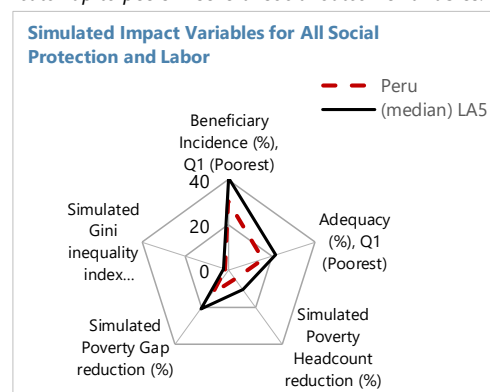 Simulated Impact Variables for All Social
Protection and Labor
Peru
(median) LA5
Beneficiary
Incidence (%),
Q1 (Poorest)
40
20
0
Adequacy
(%), Q1
(Poorest)
Simulated
Poverty
Headcount
reduction (%)
Simulated
Poverty Gap
reduction (%)
Simulated
Gini
inequality
index...